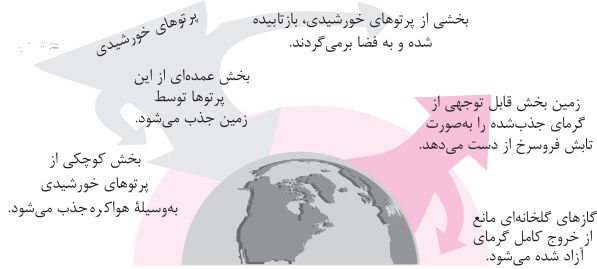 پرتوهای خورشیدی
بخشی از پرتوهای خورشیدی، بازتابیده
شده و به فضا برمی‌گردند.
بخش عمده‌ای از این
پرتوها توسط
زمین جذب می‌شود.
زمین بخش قابل توجهی از
گرمای جذب‌شده را به‌صورت
تابش فروسرخ از دست می‌دهد.
بخش کوچکی از
پرتوهای خورشیدی
به‌وسیلهٔ هواکره جذب می‌شود.
گازهای گلخانه‌ای مانع
از خروج کامل گرمای
آزاد شده می‌شود.